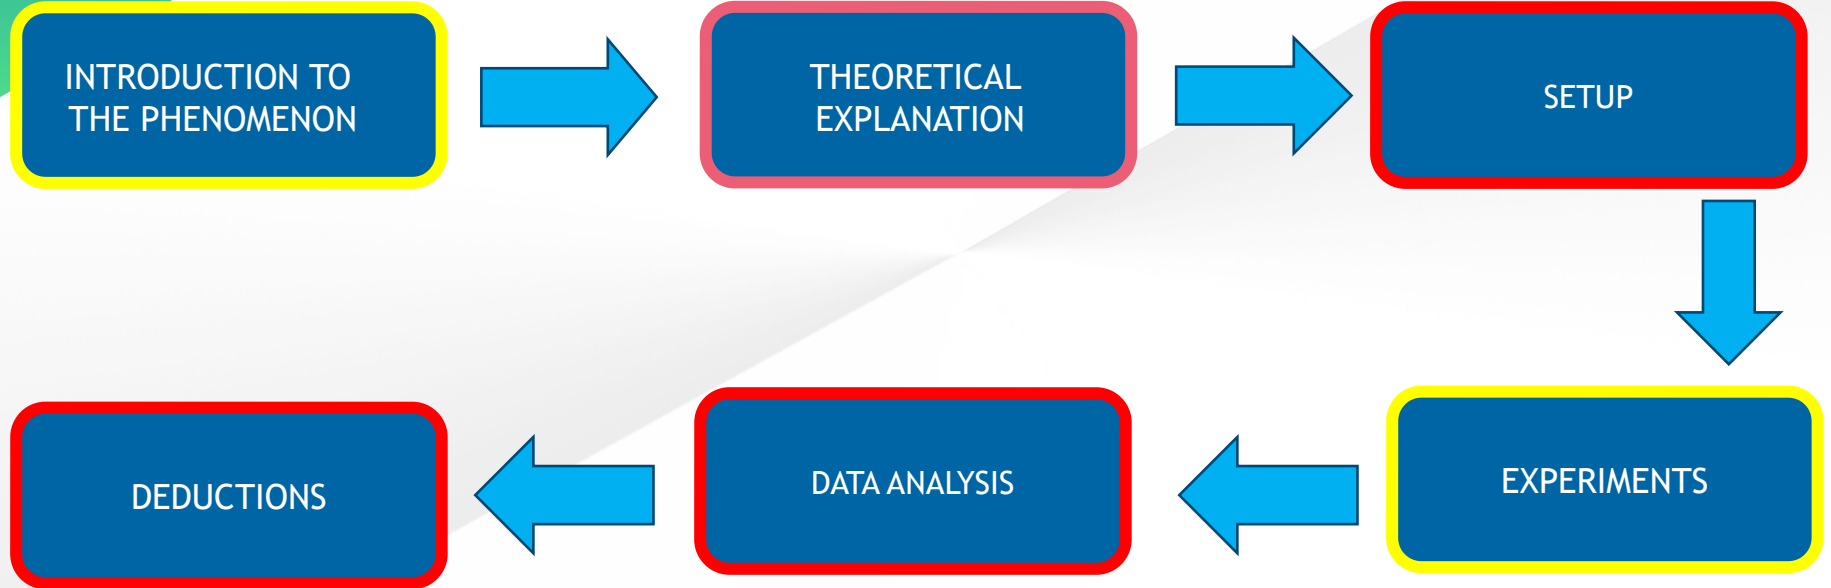 INTRODUCTION TO
THE PHENOMENON
THEORETICAL
EXPLANATION
SETUP
EXPERIMENTS
DATA ANALYSIS
DEDUCTIONS